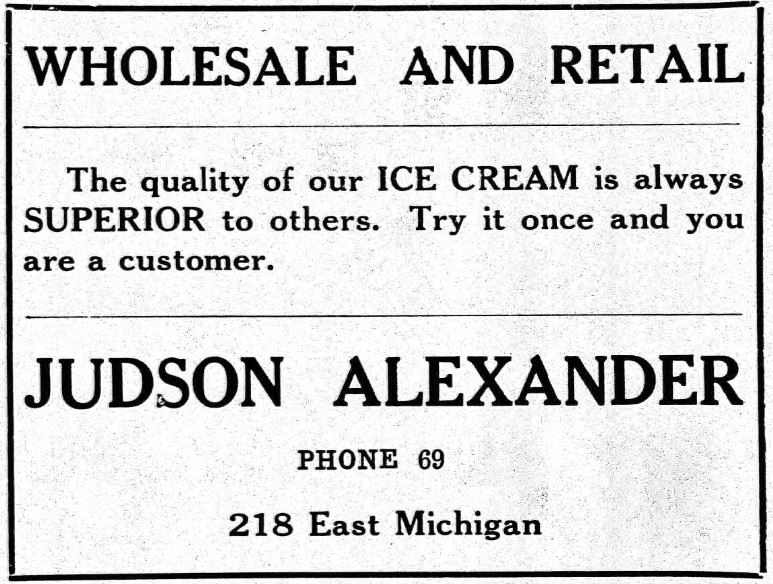 WHOLESALE AND RETAIL
The quality of our ICE CREAM is always
SUPERIOR to others. Try it once and you
are a customer.
JUDSON ALEXANDER
PHONE 69
218 East Michigan